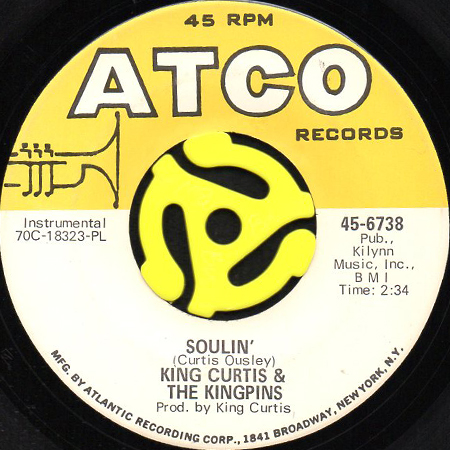 45 RPM
ATCO
RECORDS
Instrumental
70C-18323-PL
45-6738
Pub.,
Kilynn
Music, Inc.,
B M I
Time: 2:34
SOULIN'
(Curtis Ousley)
KING CURTIS &
THE KINGPINS
Prod. by King Curtis
MFG. BY ATLANTIC RECORDING CORP., 1841 BROADWAY, NEW YORK, N.Y.